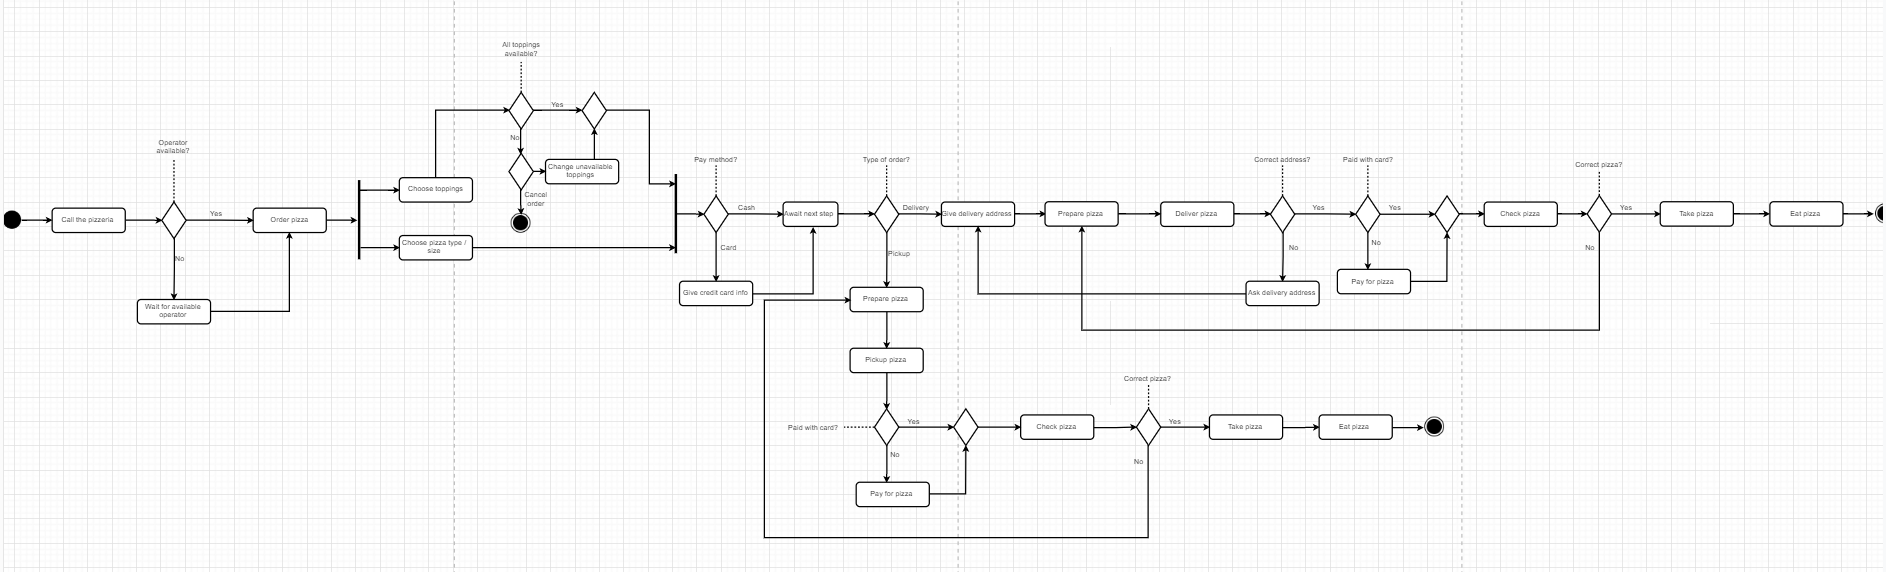 All toppings
available?
Yes
No
Change unavailable
toppings
Cancel
order
Operator
available?
Call the pizzeria
Yes
Order pizza
No
Wait for available
operator
Choose toppings
Choose pizza type /
size
Pay method?
Cash
Await next step
Card
Give credit card info
Type of order?
Delivery
Give delivery address
Prepare pizza
Deliver pizza
Correct address?
Yes
No
Ask delivery address
Paid with card?
Yes
No
Pay for pizza
Check pizza
Correct pizza?
Yes
No
Take pizza
Eat pizza
Pickup
Prepare pizza
Pickup pizza
Paid with card?
Yes
No
Pay for pizza
Check pizza
Correct pizza?
Yes
No
Take pizza
Eat pizza